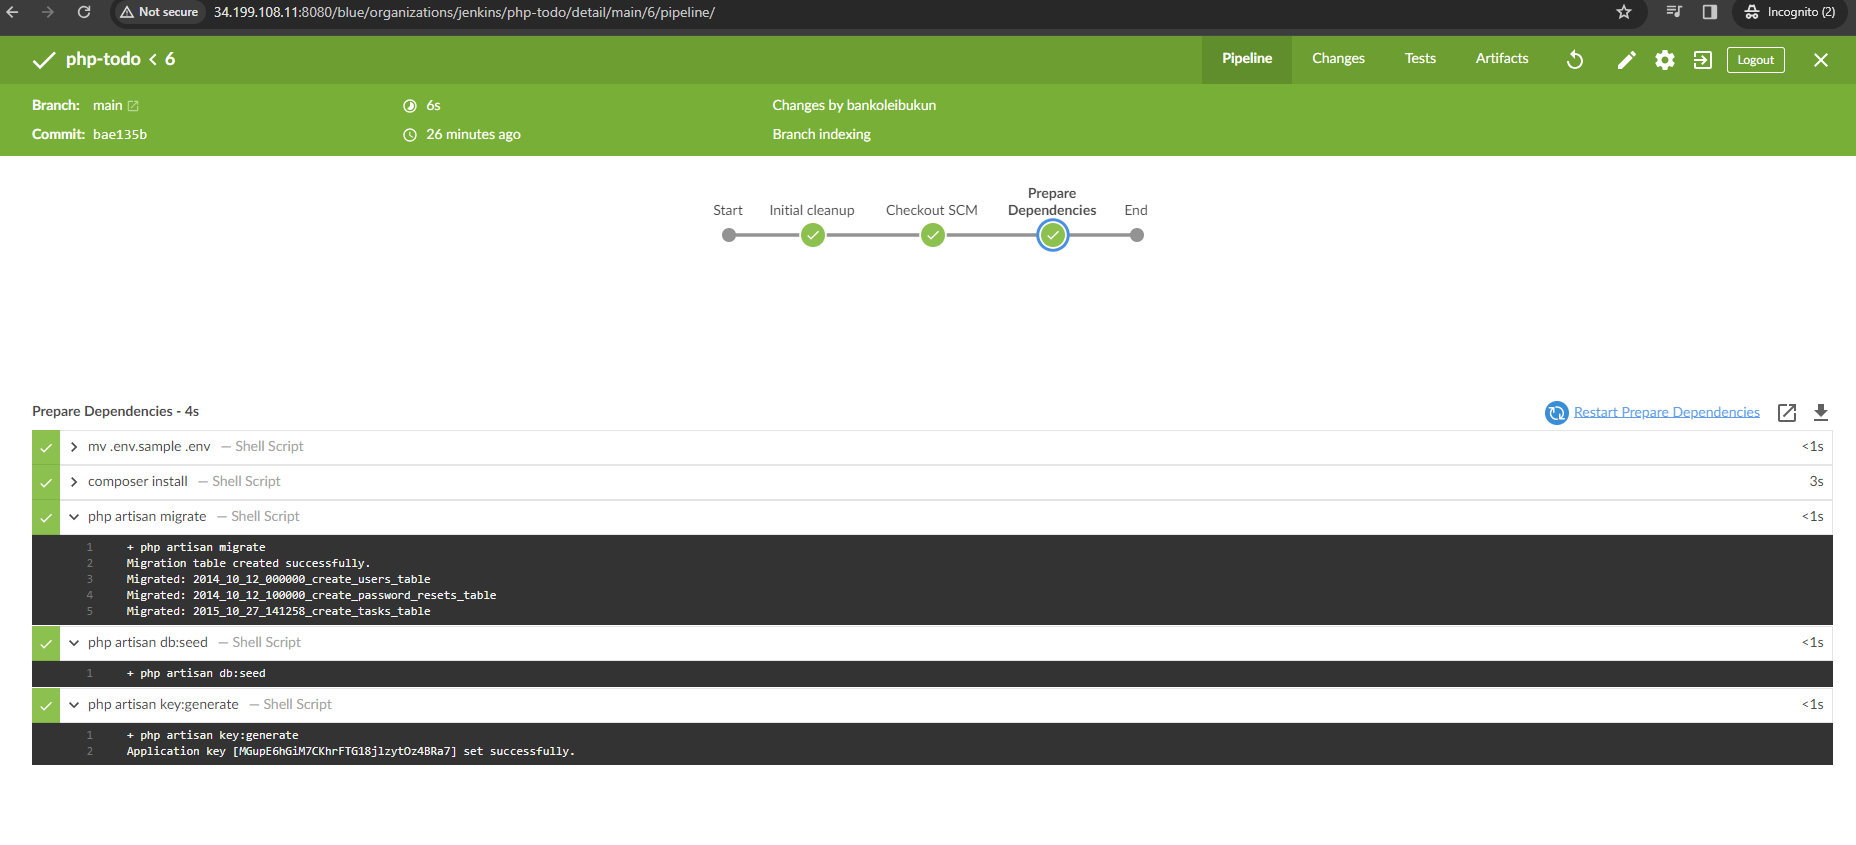 Not secure 34.199.108.11:8080/blue/organizations/jenkins/php-todo/detail/main/6/pipeline/ Incognito (2)
php-todo < 6 Pipeline Changes Tests Artifacts Logout
Branch: main 6s Changes by bankoleibukun
Commit: bae135b 26 minutes ago Branch indexing
Start Initial cleanup Checkout SCM Prepare Dependencies End
Prepare Dependencies - 4s Restart Prepare Dependencies
mv .env.sample .env — Shell Script <1s
composer install — Shell Script 3s
php artisan migrate — Shell Script <1s
1 + php artisan migrate
2 Migration table created successfully.
3 Migrated: 2014_10_12_000000_create_users_table
4 Migrated: 2014_10_12_100000_create_password_resets_table
5 Migrated: 2015_10_27_141258_create_tasks_table
php artisan db:seed — Shell Script <1s
1 + php artisan db:seed
php artisan key:generate — Shell Script <1s
1 + php artisan key:generate
2 Application key [MGupE6hGiM7CKhrFTG18jlzytOz4BRa7] set successfully.